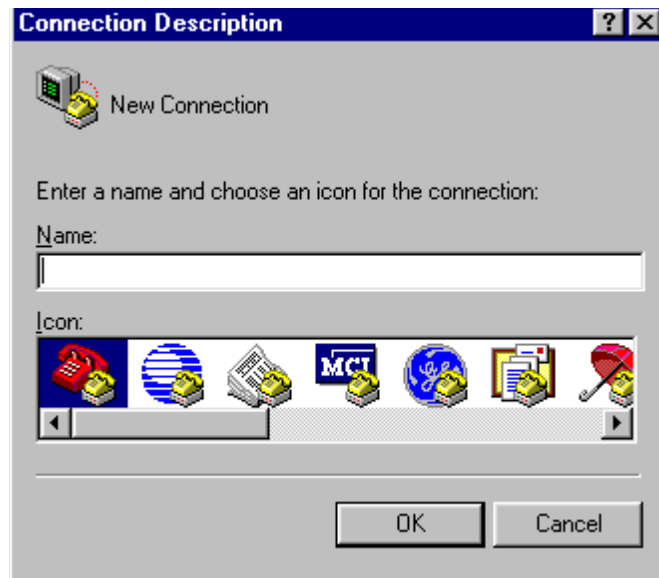 Connection Description
New Connection
Enter a name and choose an icon for the connection:
Name:
Icon:
MCI
OK
Cancel